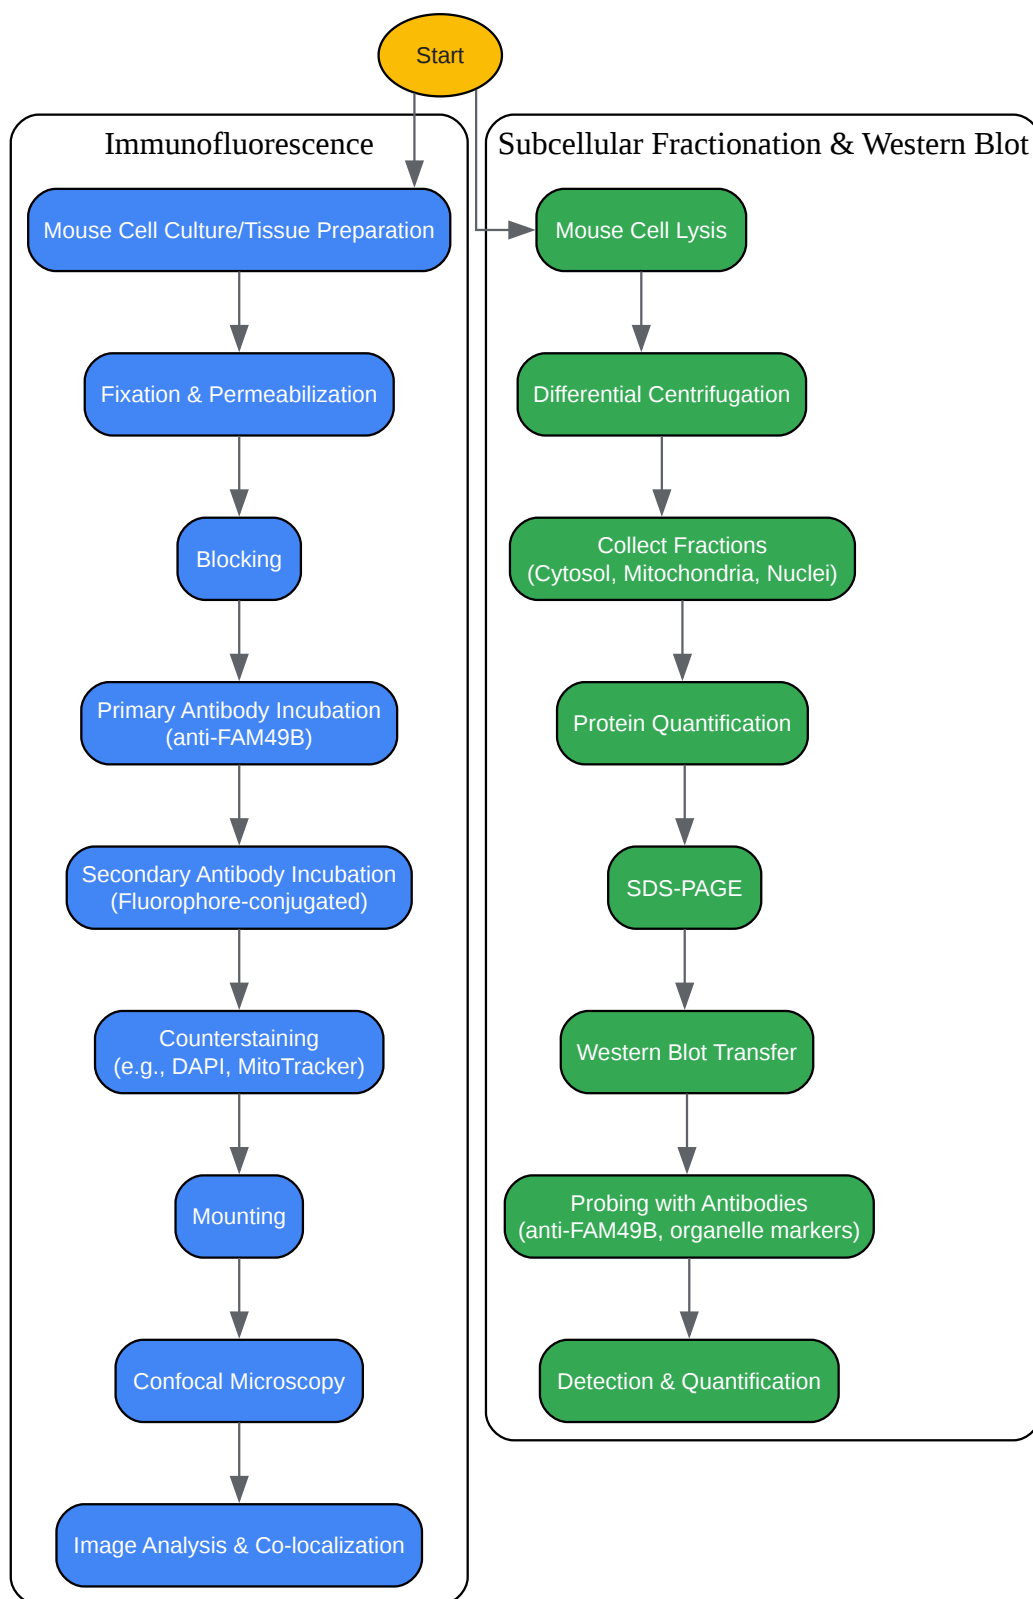 Start
Immunofluorescence
Mouse Cell Culture/Tissue Preparation
Fixation & Permeabilization
Blocking
Primary Antibody Incubation
(anti-FAM49B)
Secondary Antibody Incubation
(Fluorophore-conjugated)
Counterstaining
(e.g., DAPI, MitoTracker)
Mounting
Confocal Microscopy
Image Analysis & Co-localization
Subcellular Fractionation & Western Blot
Mouse Cell Lysis
Differential Centrifugation
Collect Fractions
(Cytosol, Mitochondria, Nuclei)
Protein Quantification
SDS-PAGE
Western Blot Transfer
Probing with Antibodies
(anti-FAM49B, organelle markers)
Detection & Quantification